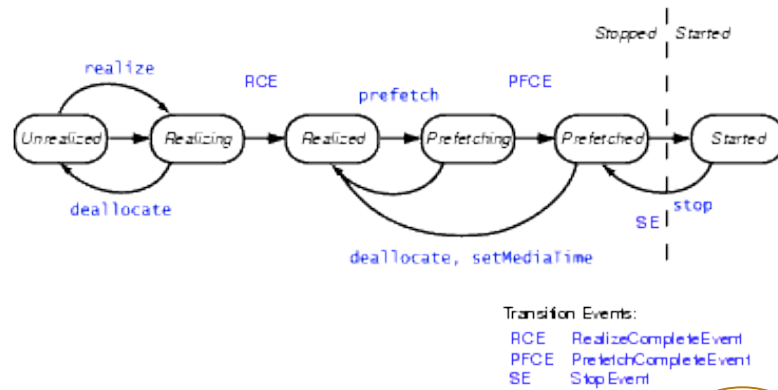 Stopped Started
realize
RCE
PFCE
prefetch
Unrealized Realizing Realized Prefetching Prefetched Started
deallocate
stop
SE
deallocate, setMediaTime
Transition Events:
RCE RealizeCompleteEvent
PFCE PrefetchCompleteEvent
SE StopEvent